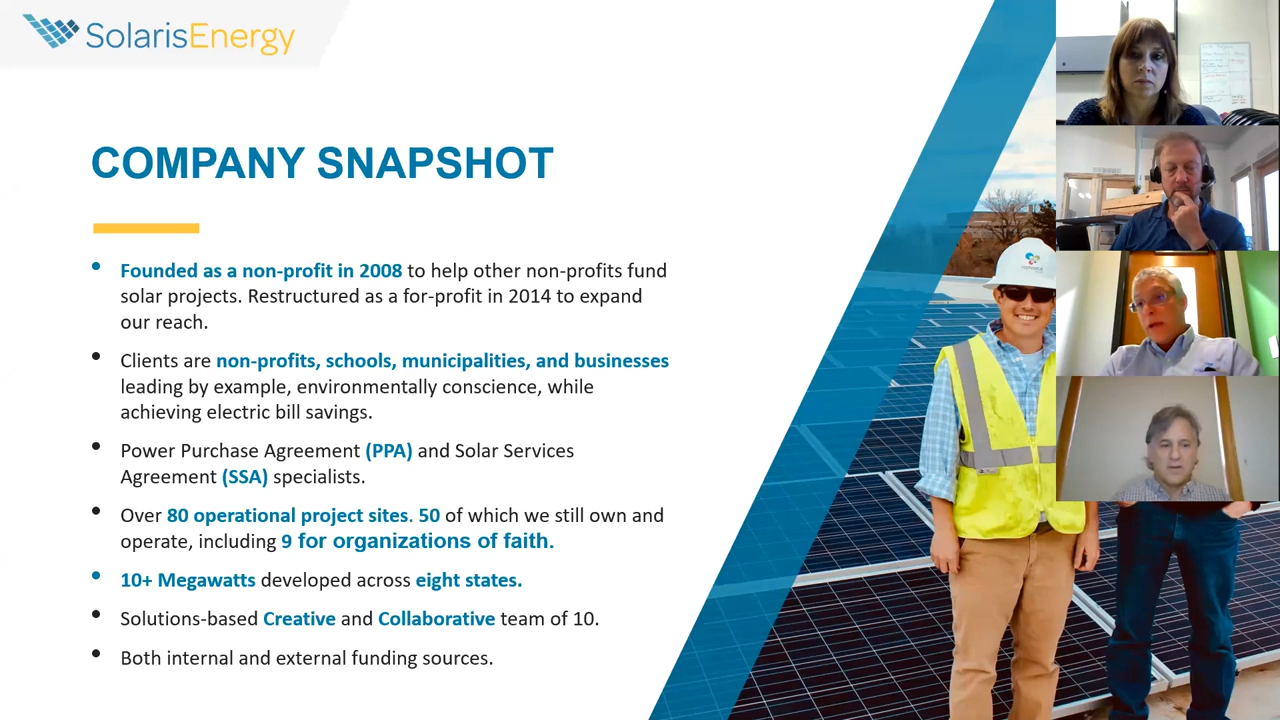 SolarisEnergy
COMPANY SNAPSHOT
• Founded as a non-profit in 2008 to help other non-profits fund
solar projects. Restructured as a for-profit in 2014 to expand
our reach.
• Clients are non-profits, schools, municipalities, and businesses
leading by example, environmentally conscience, while
achieving electric bill savings.
• Power Purchase Agreement (PPA) and Solar Services
Agreement (SSA) specialists.
• Over 80 operational project sites. 50 of which we still own and
operate, including 9 for organizations of faith.
• 10+ Megawatts developed across eight states.
• Solutions-based Creative and Collaborative team of 10.
• Both internal and external funding sources.